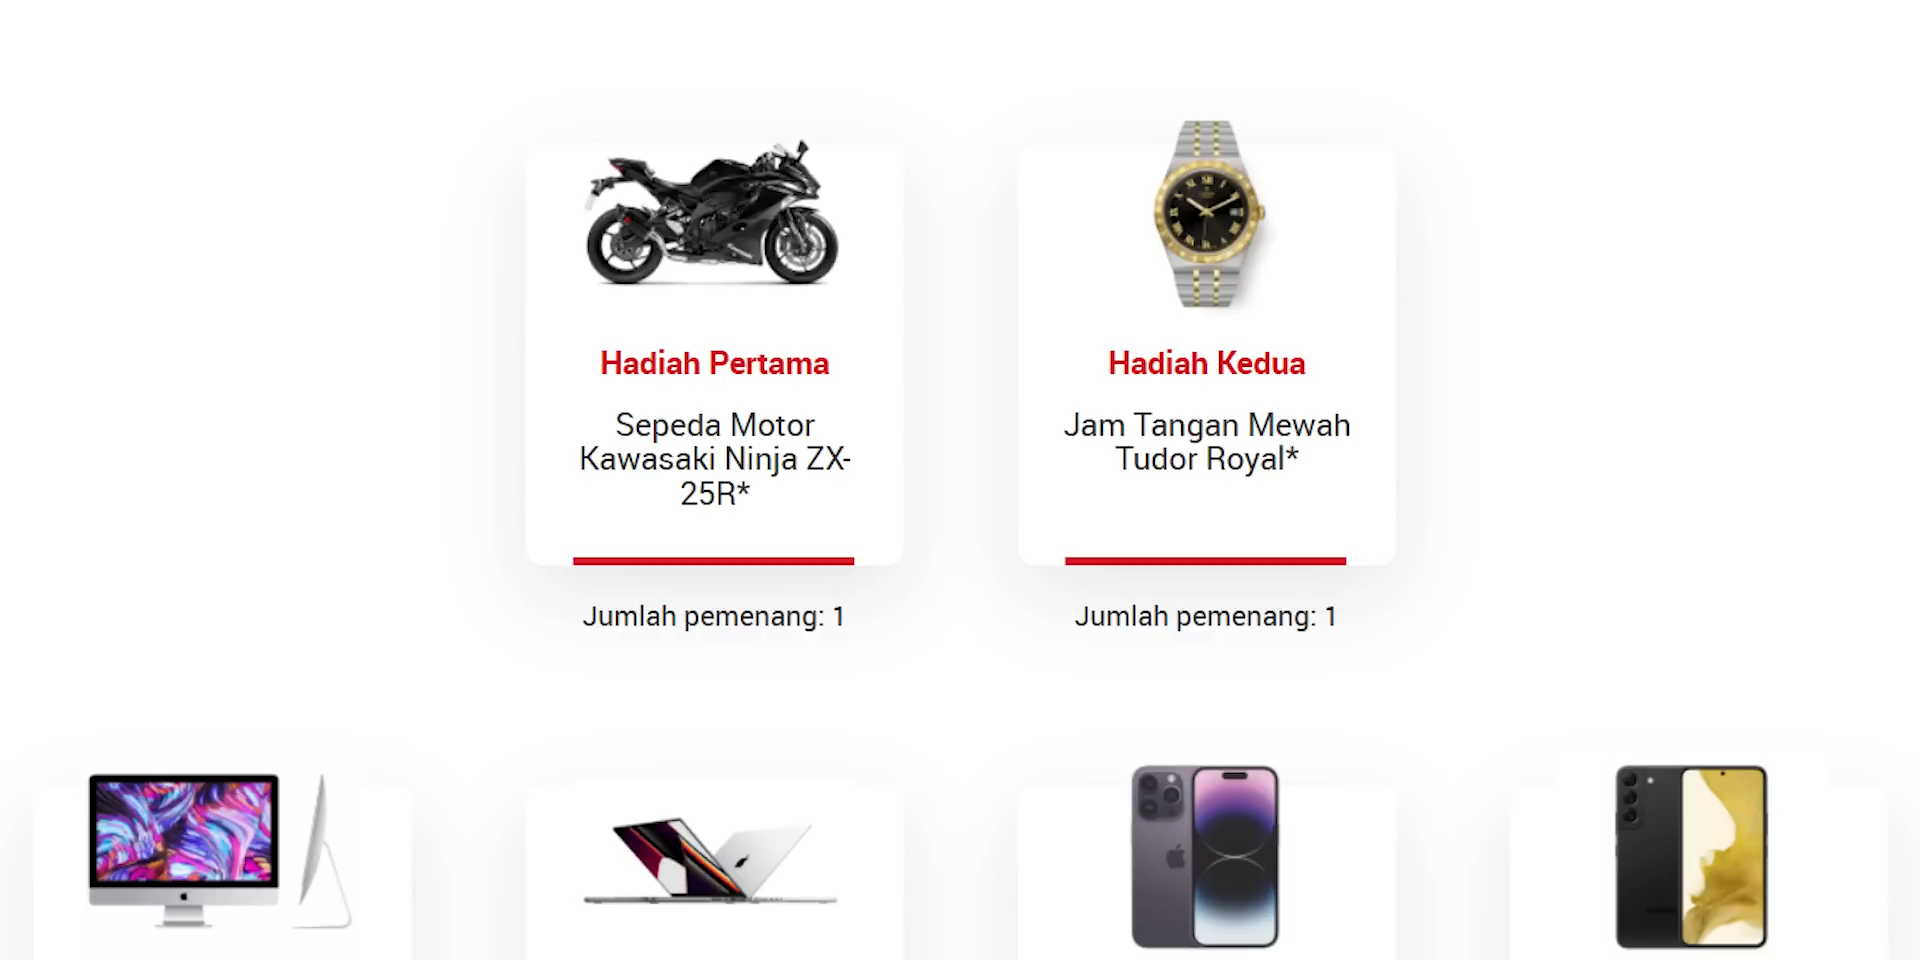 Hadiah Pertama
Sepeda Motor
Kawasaki Ninja ZX-
25R*
Jumlah pemenang: 1
Hadiah Kedua
Jam Tangan Mewah
Tudor Royal*
Jumlah pemenang: 1